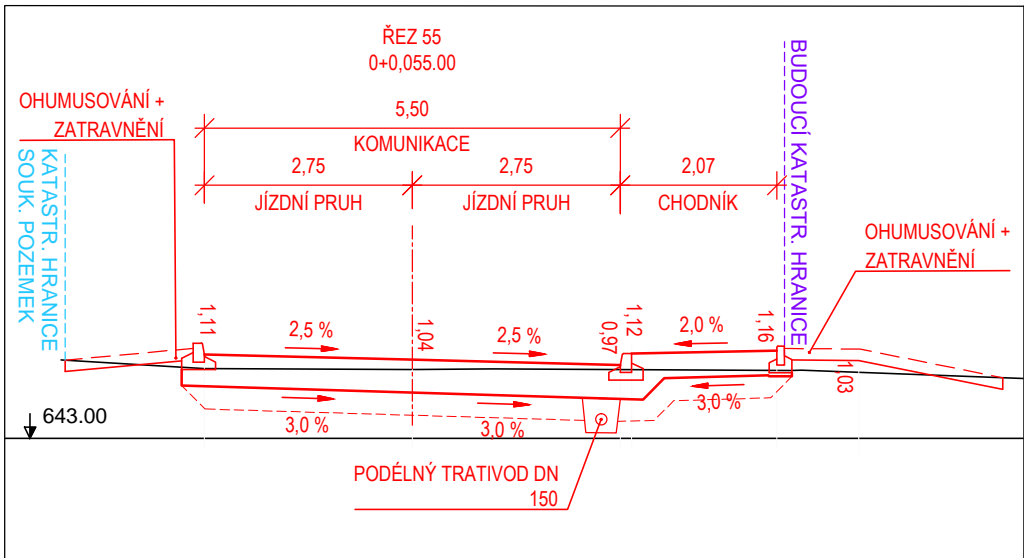 ŘEZ 55
0+0,055.00
OHUMUSOVÁNÍ +
ZATRAVNĚNÍ
5,50
KOMUNIKACE
2,75
2,75
2,07
JÍZDNÍ PRUH
JÍZDNÍ PRUH
CHODNÍK
KATASTR. HRANICE
SOUK. POZEMEK
BUDOUCÍ KATASTR. HRANICE
OHUMUSOVÁNÍ +
ZATRAVNĚNÍ
1,11
2,5 %
1,04
2,5 %
0,97
1,12
2,0 %
1,16
1,03
643.00
3,0 %
3,0 %
3,0 %
PODÉLNÝ TRATIVOD DN
150